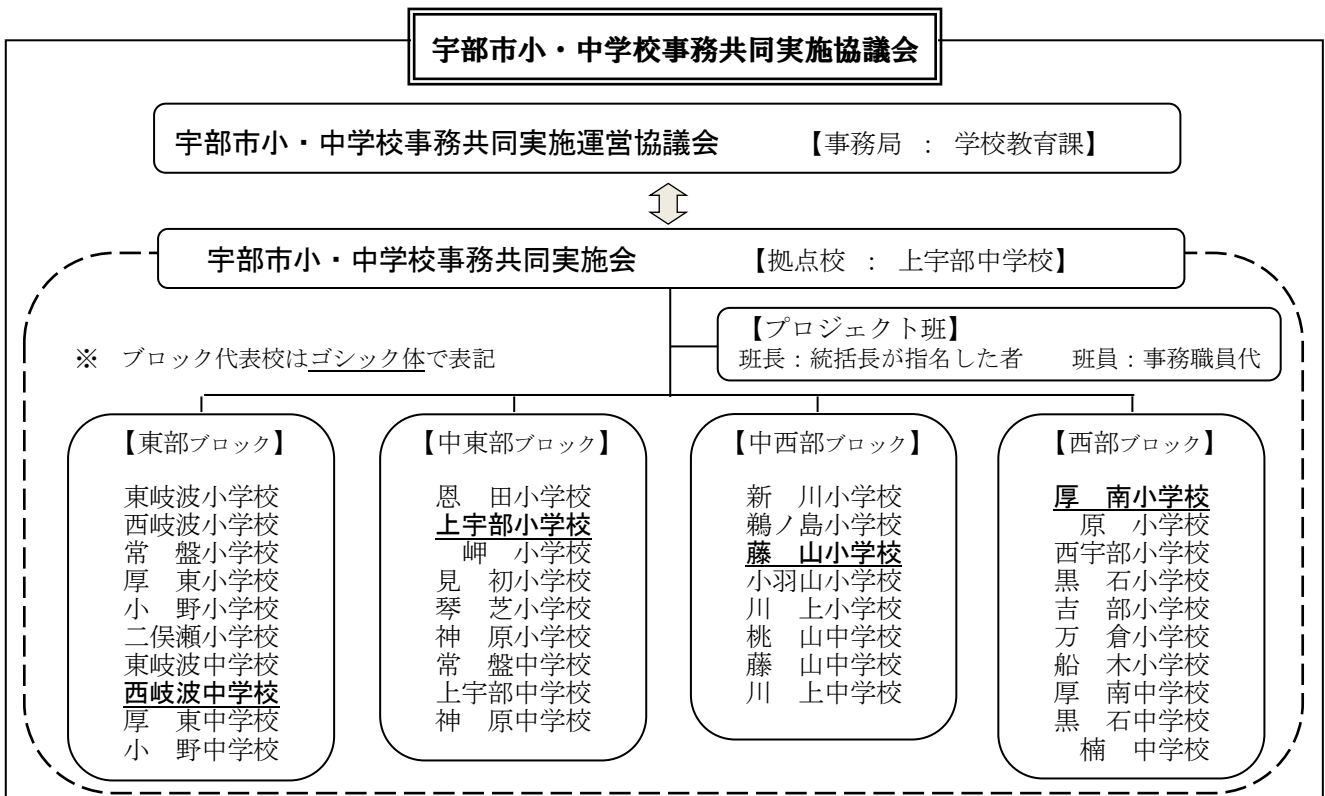 宇部市小・中学校事務共同実施協議会
宇部市小・中学校事務共同実施運営協議会 【事務局 : 学校教育課】
宇部市小・中学校事務共同実施会 【拠点校 : 上宇部中学校】
【プロジェクト班】
班長:統括長が指名した者 班員:事務職員代
※ ブロック代表校はゴシック体で表記
【東部ブロック】
東岐波小学校
西岐波小学校
常 盤小学校
厚 東小学校
小 野小学校
二俣瀬小学校
東岐波中学校
西岐波中学校
厚 東中学校
小 野中学校
【中東部ブロック】
恩 田小学校
上宇部小学校
岬 小学校
見 初小学校
琴 芝小学校
神 原小学校
常 盤中学校
上宇部中学校
神 原中学校
【中西部ブロック】
新 川小学校
鵜ノ島小学校
藤 山小学校
小羽山小学校
川 上小学校
桃 山中学校
藤 山中学校
川 上中学校
【西部ブロック】
厚 南小学校
原 小学校
西宇部小学校
黒 石小学校
吉 部小学校
万 倉小学校
船 木小学校
厚 南中学校
黒 石中学校
楠 中学校